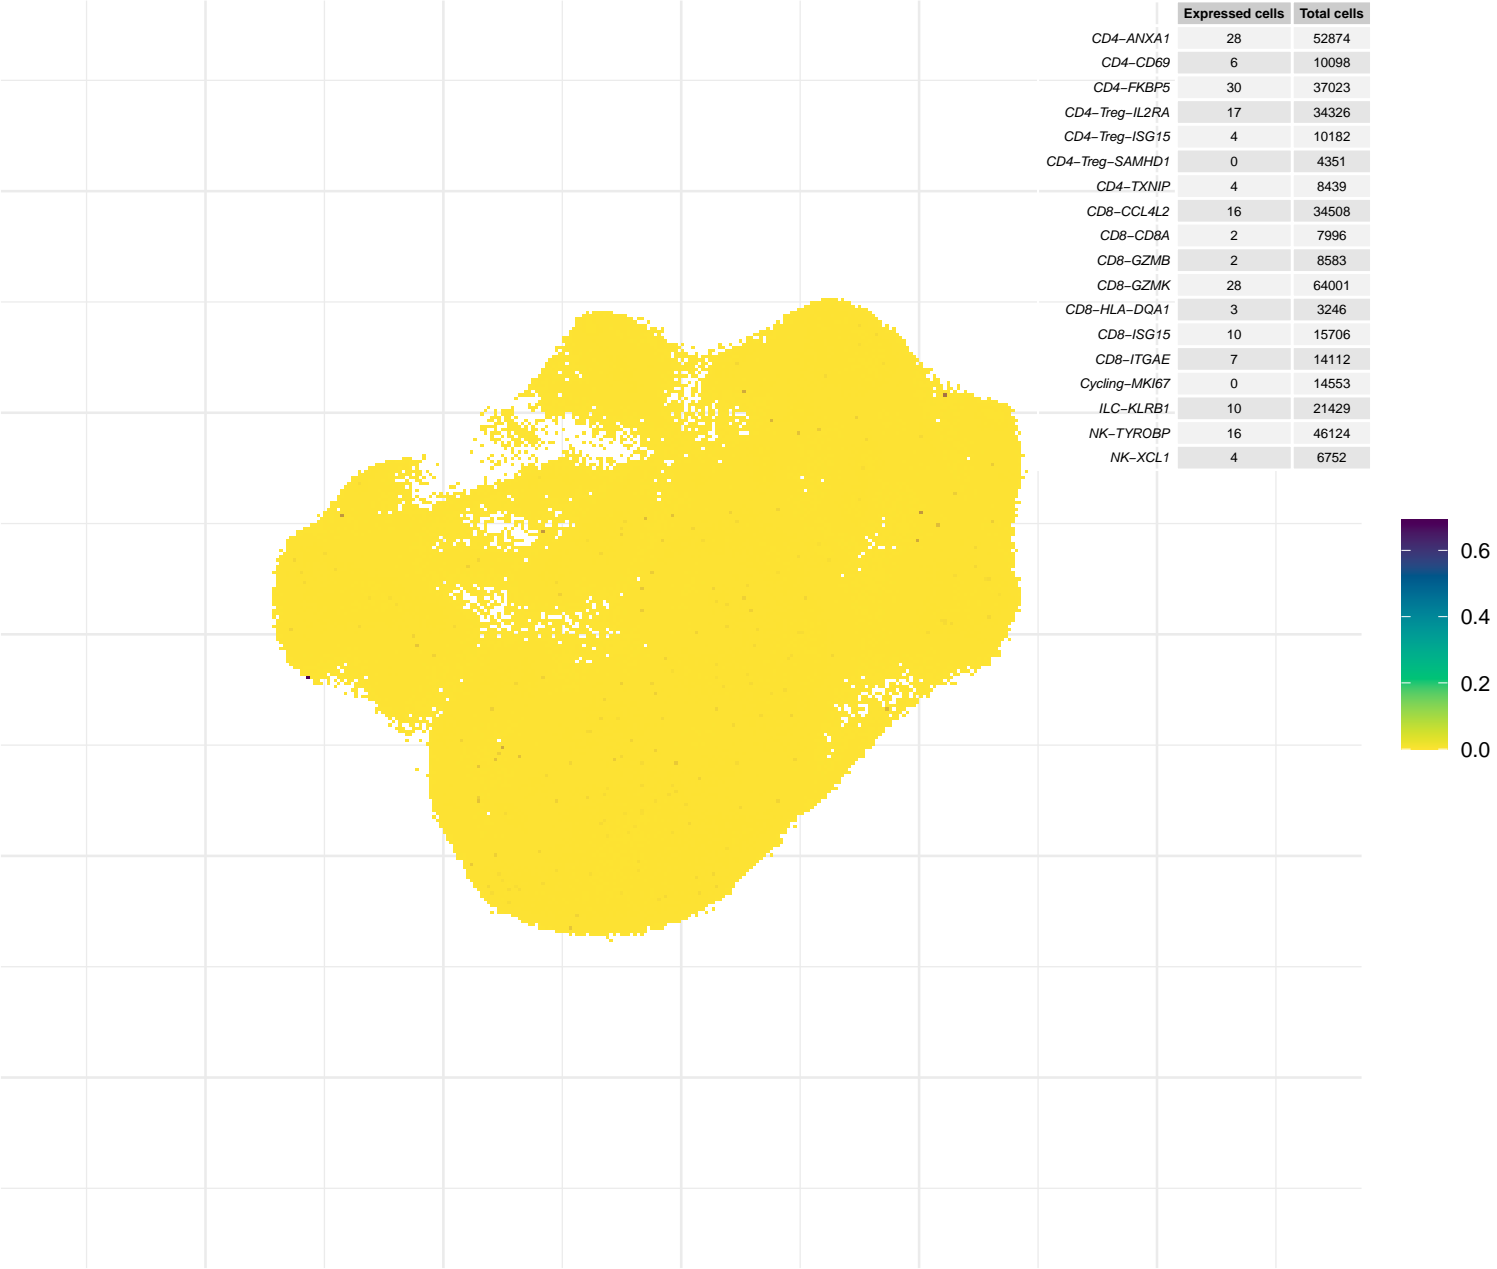 Expressed cells Total cells
CD4−ANXA1 28 52874
CD4−CD69 6 10098
CD4−FKBP5 30 37023
CD4−Treg−IL2RA 17 34326
CD4−Treg−ISG15 4 10182
CD4−Treg−SAMHD1 0 4351
CD4−TXNIP 4 8439
CD8−CCL4L2 16 34508
CD8−CD8A 2 7996
CD8−GZMB 2 8583
CD8−GZMK 28 64001
CD8−HLA−DQA1 3 3246
CD8−ISG15 10 15706
CD8−ITGAE 7 14112
Cycling−MKI67 0 14553
ILC−KLRB1 10 21429
NK−TYROBP 16 46124
NK−XCL1 4 6752
0.6
0.4
0.2
0.0